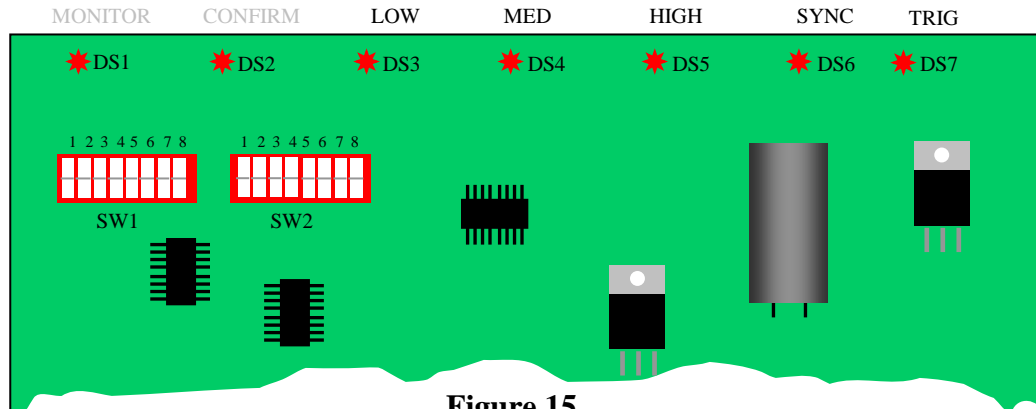 MONITOR CONFIRM LOW MED HIGH SYNC TRIG
DS1 DS2 DS3 DS4 DS5 DS6 DS7
1 2 3 4 5 6 7 8 1 2 3 4 5 6 7 8
SW1 SW2
Figure 15